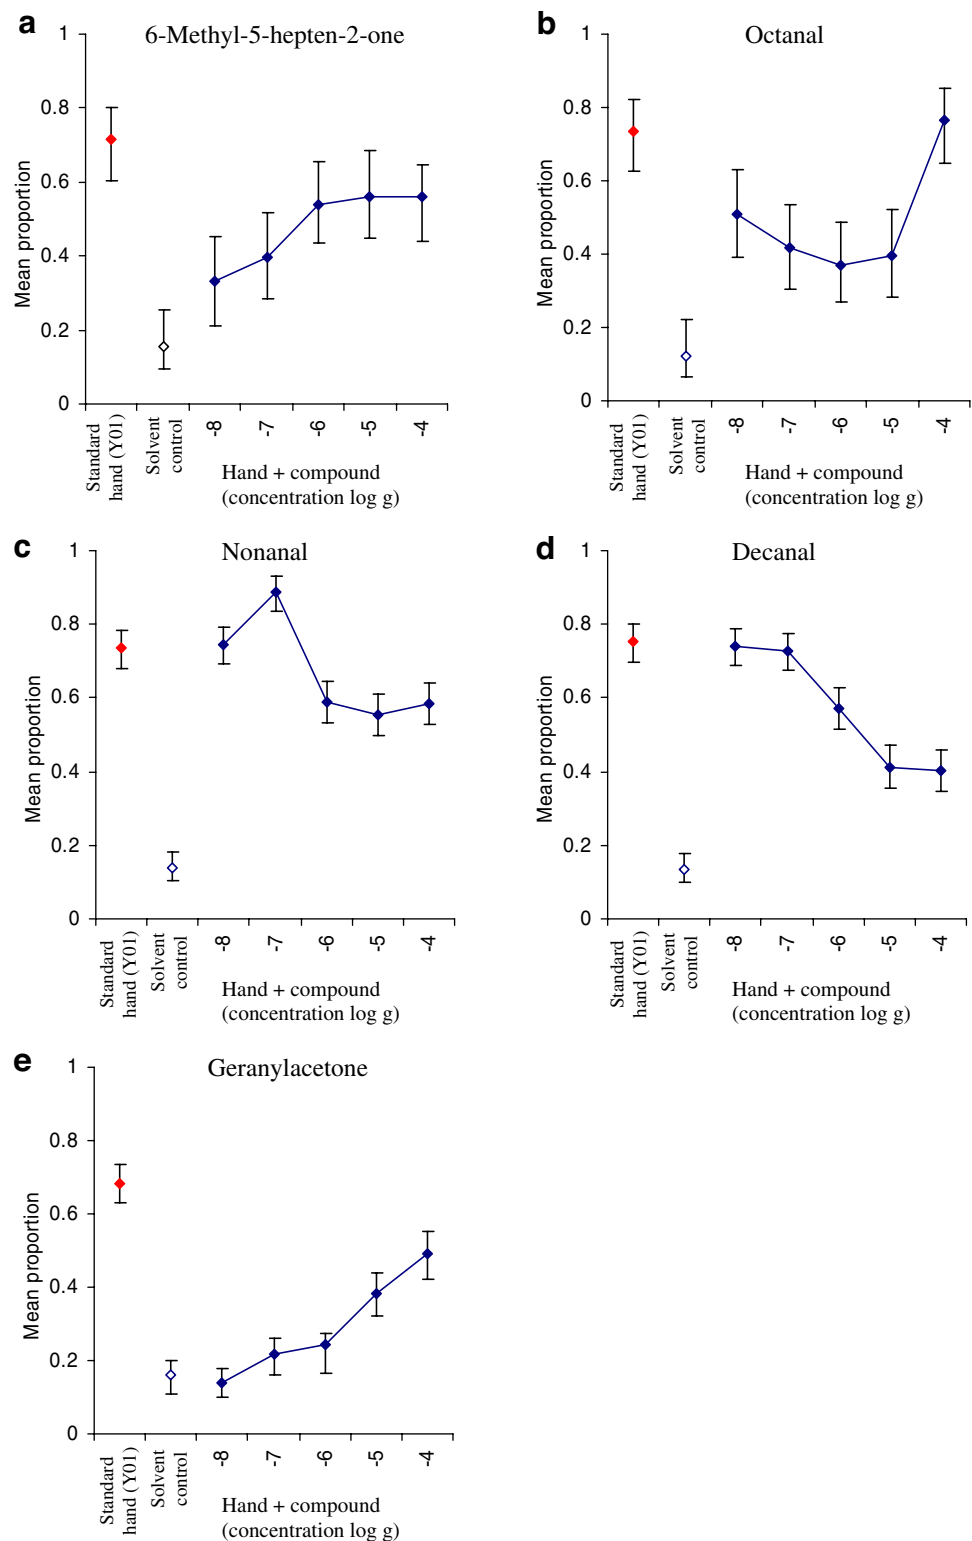 a
6-Methyl-5-hepten-2-one
1
0.8
0.6
0.4
0.2
0
Mean proportion
Standard
hand (Y01)
Solvent
control
-8
-7
-6
-5
-4
Hand + compound
(concentration log g)
b
Octanal
1
0.8
0.6
0.4
0.2
0
Mean proportion
Standard
hand (Y01)
Solvent
control
-8
-7
-6
-5
-4
Hand + compound
(concentration log g)
c
Nonanal
1
0.8
0.6
0.4
0.2
0
Mean proportion
Standard
hand (Y01)
Solvent
control
-8
-7
-6
-5
-4
Hand + compound
(concentration log g)
d
Decanal
1
0.8
0.6
0.4
0.2
0
Mean proportion
Standard
hand (Y01)
Solvent
control
-8
-7
-6
-5
-4
Hand + compound
(concentration log g)
e
Geranylacetone
1
0.8
0.6
0.4
0.2
0
Mean proportion
Standard
hand (Y01)
Solvent
control
-8
-7
-6
-5
-4
Hand + compound
(concentration log g)